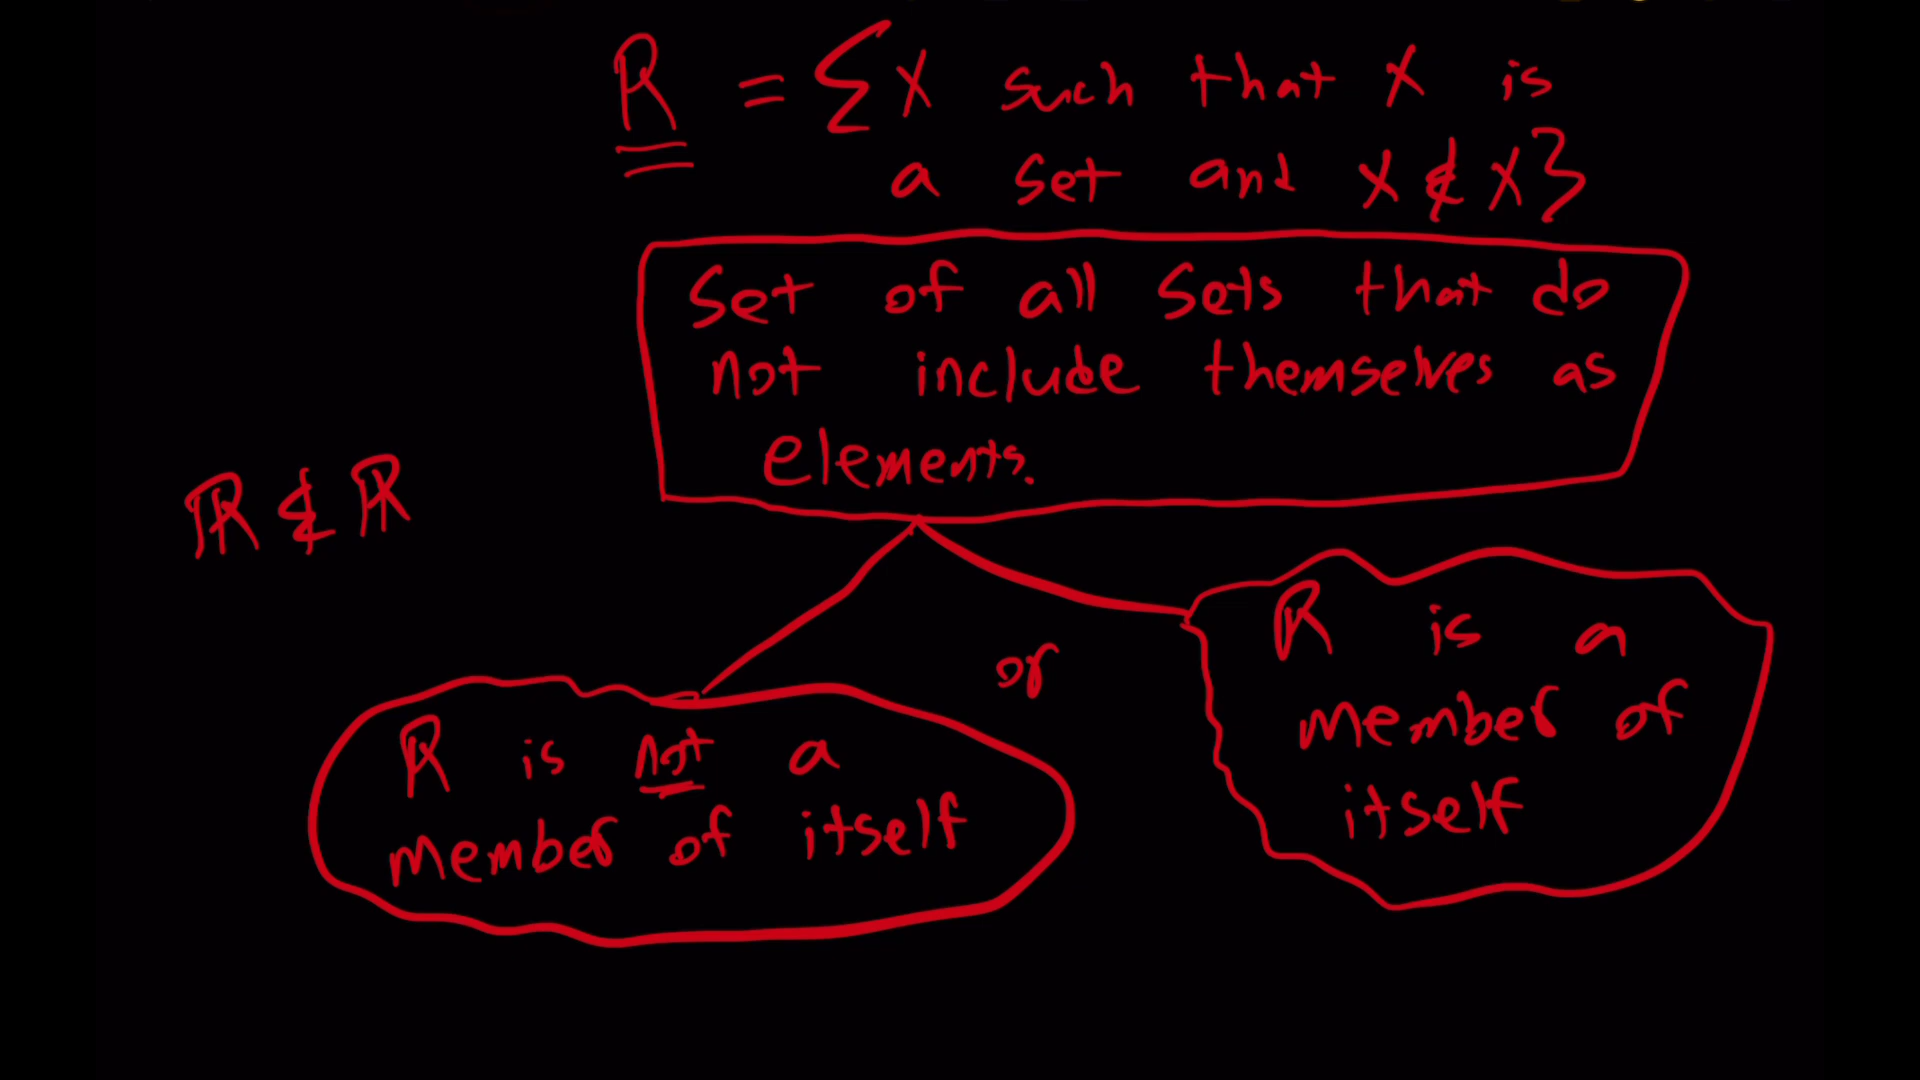 R = {X such that X is
a set and X ∉ X}
Set of all Sets that do
not include themselves as
elements.
R ∉ R
or
R is not a
member of itself
R is a
member of
itself